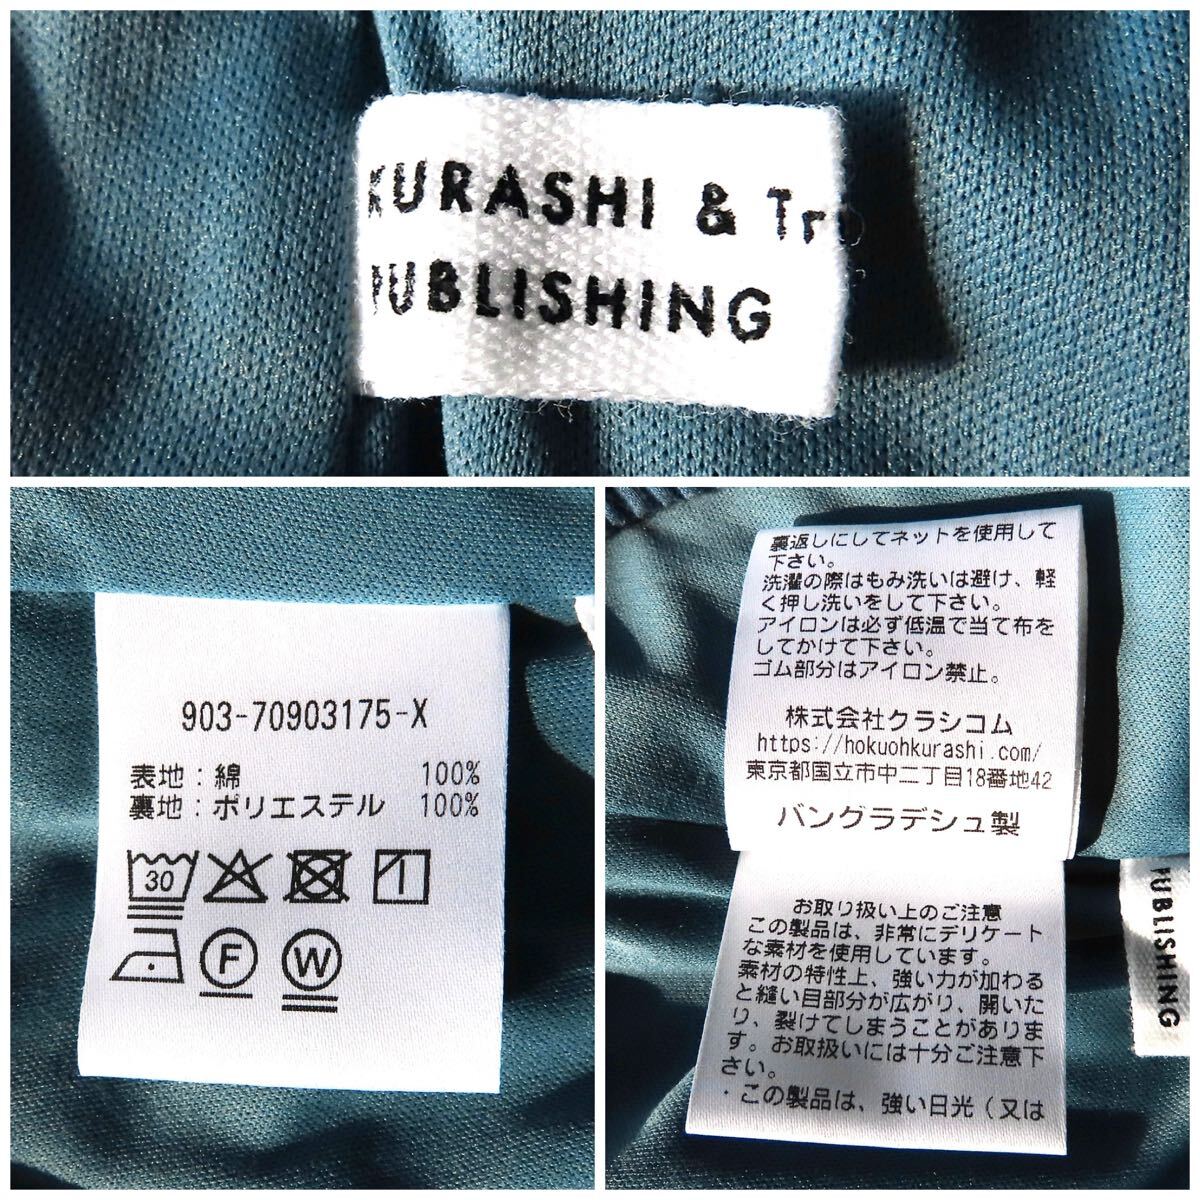 KURASHI & Tr
PUBLISHING
903-70903175-X
表地：綿 100%
裏地：ポリエステル 100%
30
F W
裏返しにしてネットを使用して
下さい。
洗濯の際はもみ洗いは避け、軽
く押し洗いをして下さい。
アイロンは必ず低温で当て布を
してかけて下さい。
ゴム部分はアイロン禁止。
株式会社クラシコム
https://hokuohkurashi.com/
東京都国立市中二丁目18番地42
バングラデシュ製
お取り扱い上のご注意
この製品は、非常にデリケート
な素材を使用しています。
素材の特性上、強い力が加わる
と縫い目部分が広がり、開いた
り、裂けてしまうことがありま
す。お取扱いには十分ご注意下
さい。
・この製品は、強い日光（又は
PUBLISHING